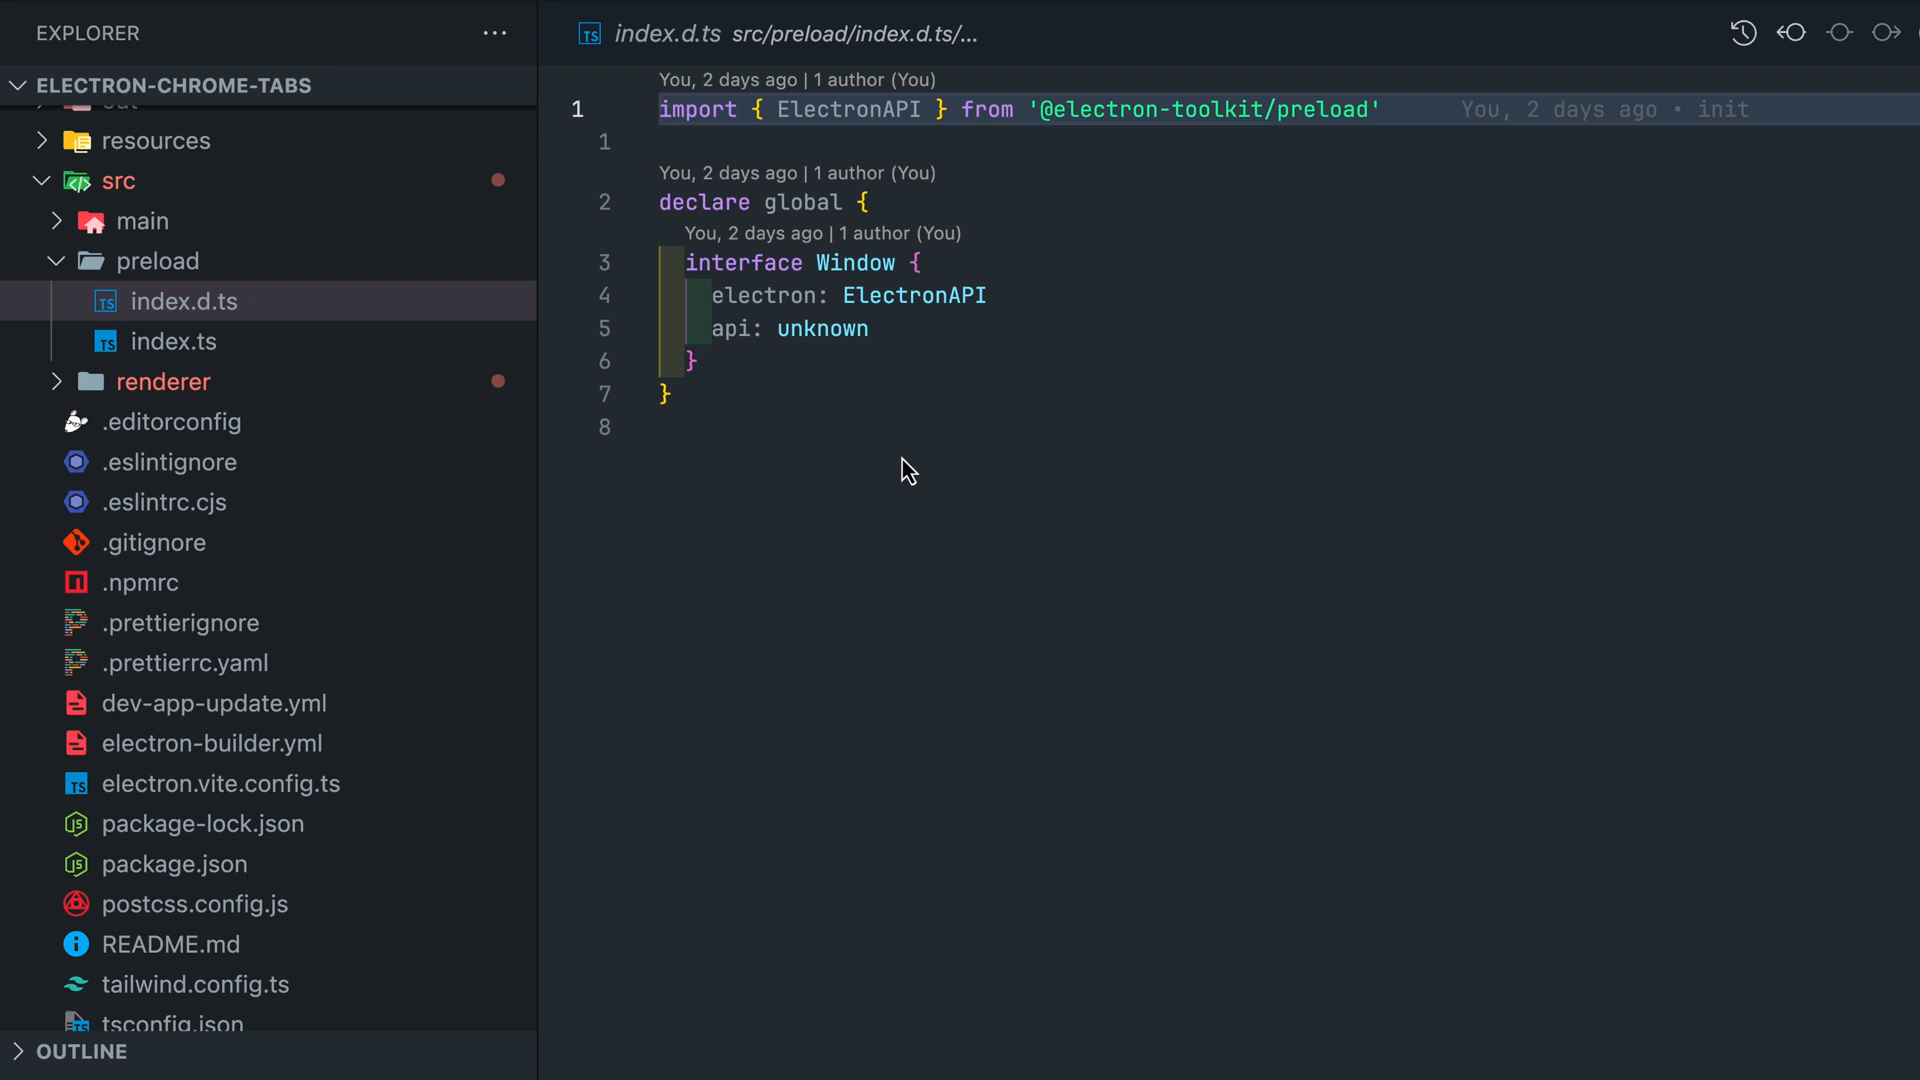 EXPLORER
ELECTRON-CHROME-TABS
out
resources
src
main
preload
index.d.ts
index.ts
renderer
.editorconfig
.eslintignore
.eslintrc.cjs
.gitignore
.npmrc
.prettierignore
.prettierrc.yaml
dev-app-update.yml
electron-builder.yml
electron.vite.config.ts
package-lock.json
package.json
postcss.config.js
README.md
tailwind.config.ts
tsconfig.json
OUTLINE
index.d.ts src/preload/index.d.ts/...
You, 2 days ago | 1 author (You)
1 import { ElectronAPI } from '@electron-toolkit/preload' You, 2 days ago • init
1
You, 2 days ago | 1 author (You)
2 declare global {
You, 2 days ago | 1 author (You)
3 interface Window {
4 electron: ElectronAPI
5 api: unknown
6 }
7 }
8